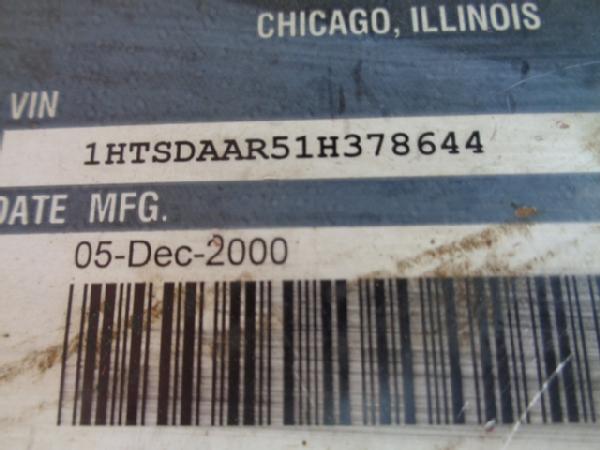 CHICAGO, ILLINOIS
VIN
1HTSDAAR51H378644
DATE MFG.
05-Dec-2000